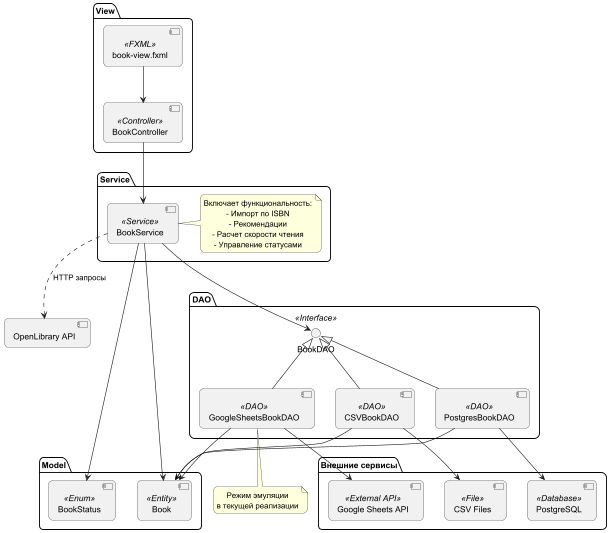 View
«FXML»
book-view.fxml
«Controller»
BookController
Service
«Service»
BookService
Включает функциональность:
- Импорт по ISBN
- Рекомендации
- Расчет скорости чтения
- Управление статусами
HTTP запросы
OpenLibrary API
DAO
«Interface»
BookDAO
«DAO»
GoogleSheetsBookDAO
«DAO»
CSVBookDAO
«DAO»
PostgresBookDAO
Model
«Enum»
BookStatus
«Entity»
Book
Режим эмуляции
в текущей реализации
Внешние сервисы
«External API»
Google Sheets API
«File»
CSV Files
«Database»
PostgreSQL